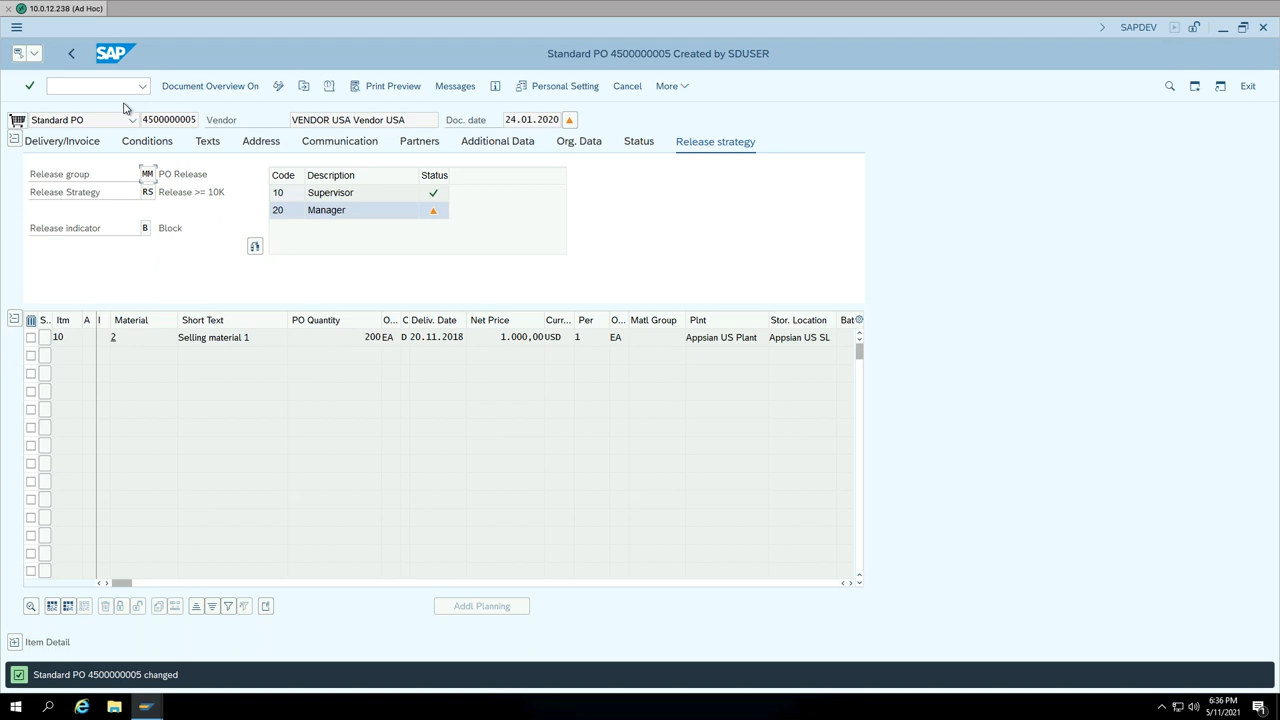 10.0.12.238 (Ad Hoc)
SAPDEV
SAP
Standard PO 4500000005 Created by SDUSER
Document Overview On
Print Preview
Messages
Personal Setting
Cancel
More
Exit
Standard PO
4500000005
Vendor
VENDOR USA Vendor USA
Doc. date
24.01.2020
Delivery/Invoice
Conditions
Texts
Address
Communication
Partners
Additional Data
Org. Data
Status
Release strategy
Release group MM PO Release
Release Strategy RS Release >= 10K
Release indicator B Block
Code Description Status
10 Supervisor
20 Manager
S.. Itm A I Material Short Text PO Quantity O... C Deliv. Date Net Price Curr... Per O... Matl Group Plnt Stor. Location Bat
10 2 Selling material 1 200 EA D 20.11.2018 1.000,00 USD 1 EA Appsian US Plant Appsian US SL
Addl Planning
Item Detail
Standard PO 4500000005 changed
6:36 PM
5/11/2021
1